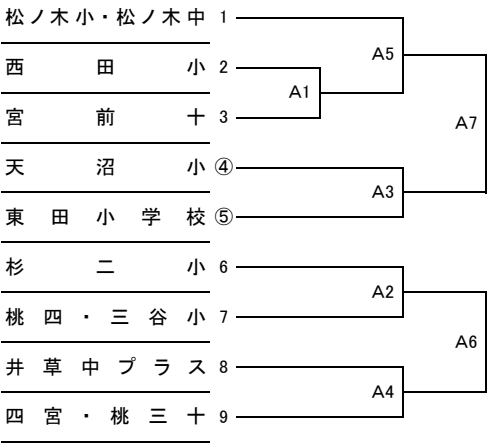 松ノ木小・松ノ木中 1
A5
西田小 2
A1
宮前十 3
A7
天沼小 ④
A3
東田小学校 ⑤
杉二小 6
A2
桃四・三谷小 7
A6
井草中プラス 8
A4
四宮・桃三十 9